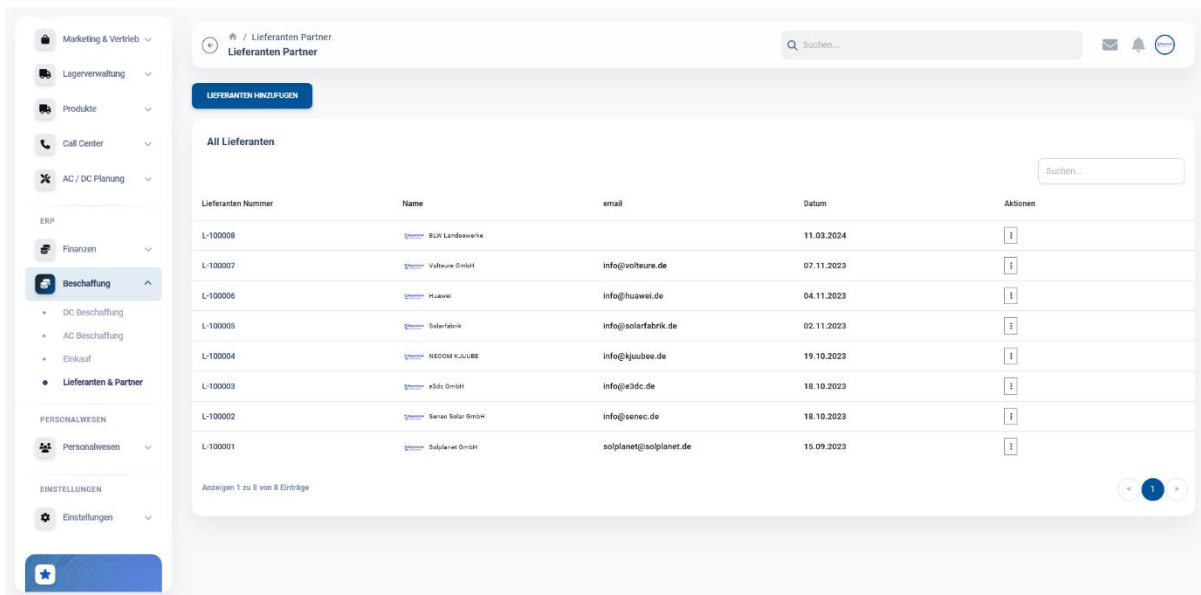 Marketing & Vertrieb
Lagerverwaltung
Produkte
Call Center
AC / DC Planung
ERP
Finanzen
Beschaffung
DC Beschaffung
AC Beschaffung
Einkauf
Lieferanten & Partner
PERSONALWESEN
Personalwesen
EINSTELLUNGEN
Einstellungen
/ Lieferanten Partner
Lieferanten Partner
Suchen...
LIEFERANTEN HINZUFUGEN
All Lieferanten
Suchen...
Lieferanten Nummer Name email Datum Aktionen
L-100008 BLW Landeswerke 11.03.2024
L-100007 Volteure GmbH info@volteure.de 07.11.2023
L-100006 Huawei info@huawei.de 04.11.2023
L-100005 Solarfabrik info@solarfabrik.de 02.11.2023
L-100004 NEOOM KJUUBE info@kjuubee.de 19.10.2023
L-100003 e3dc GmbH info@e3dc.de 18.10.2023
L-100002 Senec Solar GmbH info@senec.de 18.10.2023
L-100001 Solplanet GmbH solplanet@solplanet.de 15.09.2023
Anzeigen 1 zu 8 von 8 Einträge
< 1 >